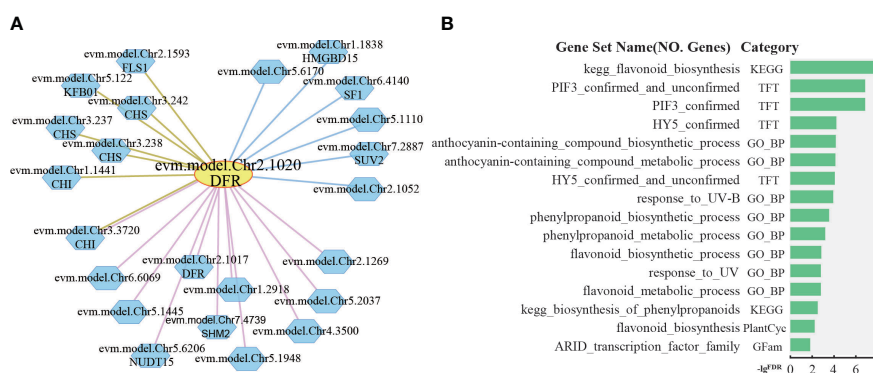 A
evm.model.Chr2.1593
FLS1
evm.model.Chr5.122
KFB01
evm.model.Chr3.242
CHS
evm.model.Chr3.237
CHS
evm.model.Chr3.238
CHS
evm.model.Chr1.1441
CHI
evm.model.Chr3.3720
CHI
evm.model.Chr1.1838
HMGBD15
evm.model.Chr5.6170
evm.model.Chr6.4140
SF1
evm.model.Chr5.1110
evm.model.Chr7.2887
SUV2
evm.model.Chr2.1052
evm.model.Chr2.1020
DFR
evm.model.Chr6.6069
evm.model.Chr2.1017
DFR
evm.model.Chr2.1269
evm.model.Chr1.2918
evm.model.Chr5.2037
evm.model.Chr5.1445
evm.model.Chr7.4739
SHM2
evm.model.Chr4.3500
evm.model.Chr5.6206
NUDT15
evm.model.Chr5.1948
B
Gene Set Name(NO. Genes) Category
kegg_flavonoid_biosynthesis KEGG
PIF3_confirmed_and_unconfirmed TFT
PIF3_confirmed TFT
HY5_confirmed TFT
anthocyanin-containing_compound_biosynthetic_process GO_BP
anthocyanin-containing_compound_metabolic_process GO_BP
HY5_confirmed_and_unconfirmed TFT
response_to_UV-B GO_BP
phenylpropanoid_biosynthetic_process GO_BP
phenylpropanoid_metabolic_process GO_BP
flavonoid_biosynthetic_process GO_BP
response_to_UV GO_BP
flavonoid_metabolic_process GO_BP
kegg_biosynthesis_of_phenylpropanoids KEGG
flavonoid_biosynthesis PlantCyc
ARID_transcription_factor_family GFam
0 2 4 6
-lgFDR